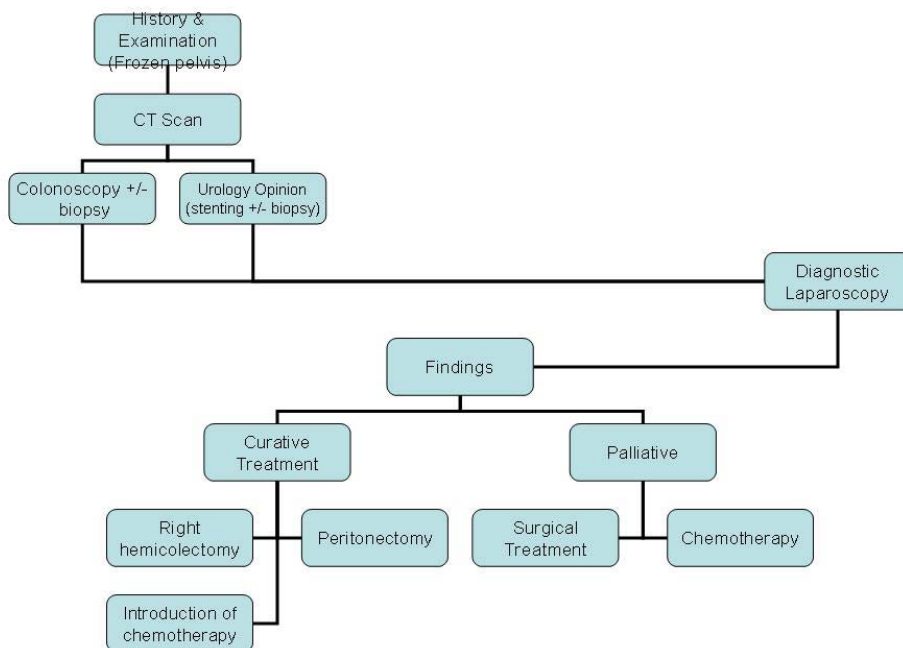 History &
Examination
(Frozen pelvis)
CT Scan
Colonoscopy +/-
biopsy
Urology Opinion
(stenting +/- biopsy)
Diagnostic
Laparoscopy
Findings
Curative
Treatment
Palliative
Right
hemicolectomy
Peritonectomy
Surgical
Treatment
Chemotherapy
Introduction of
chemotherapy